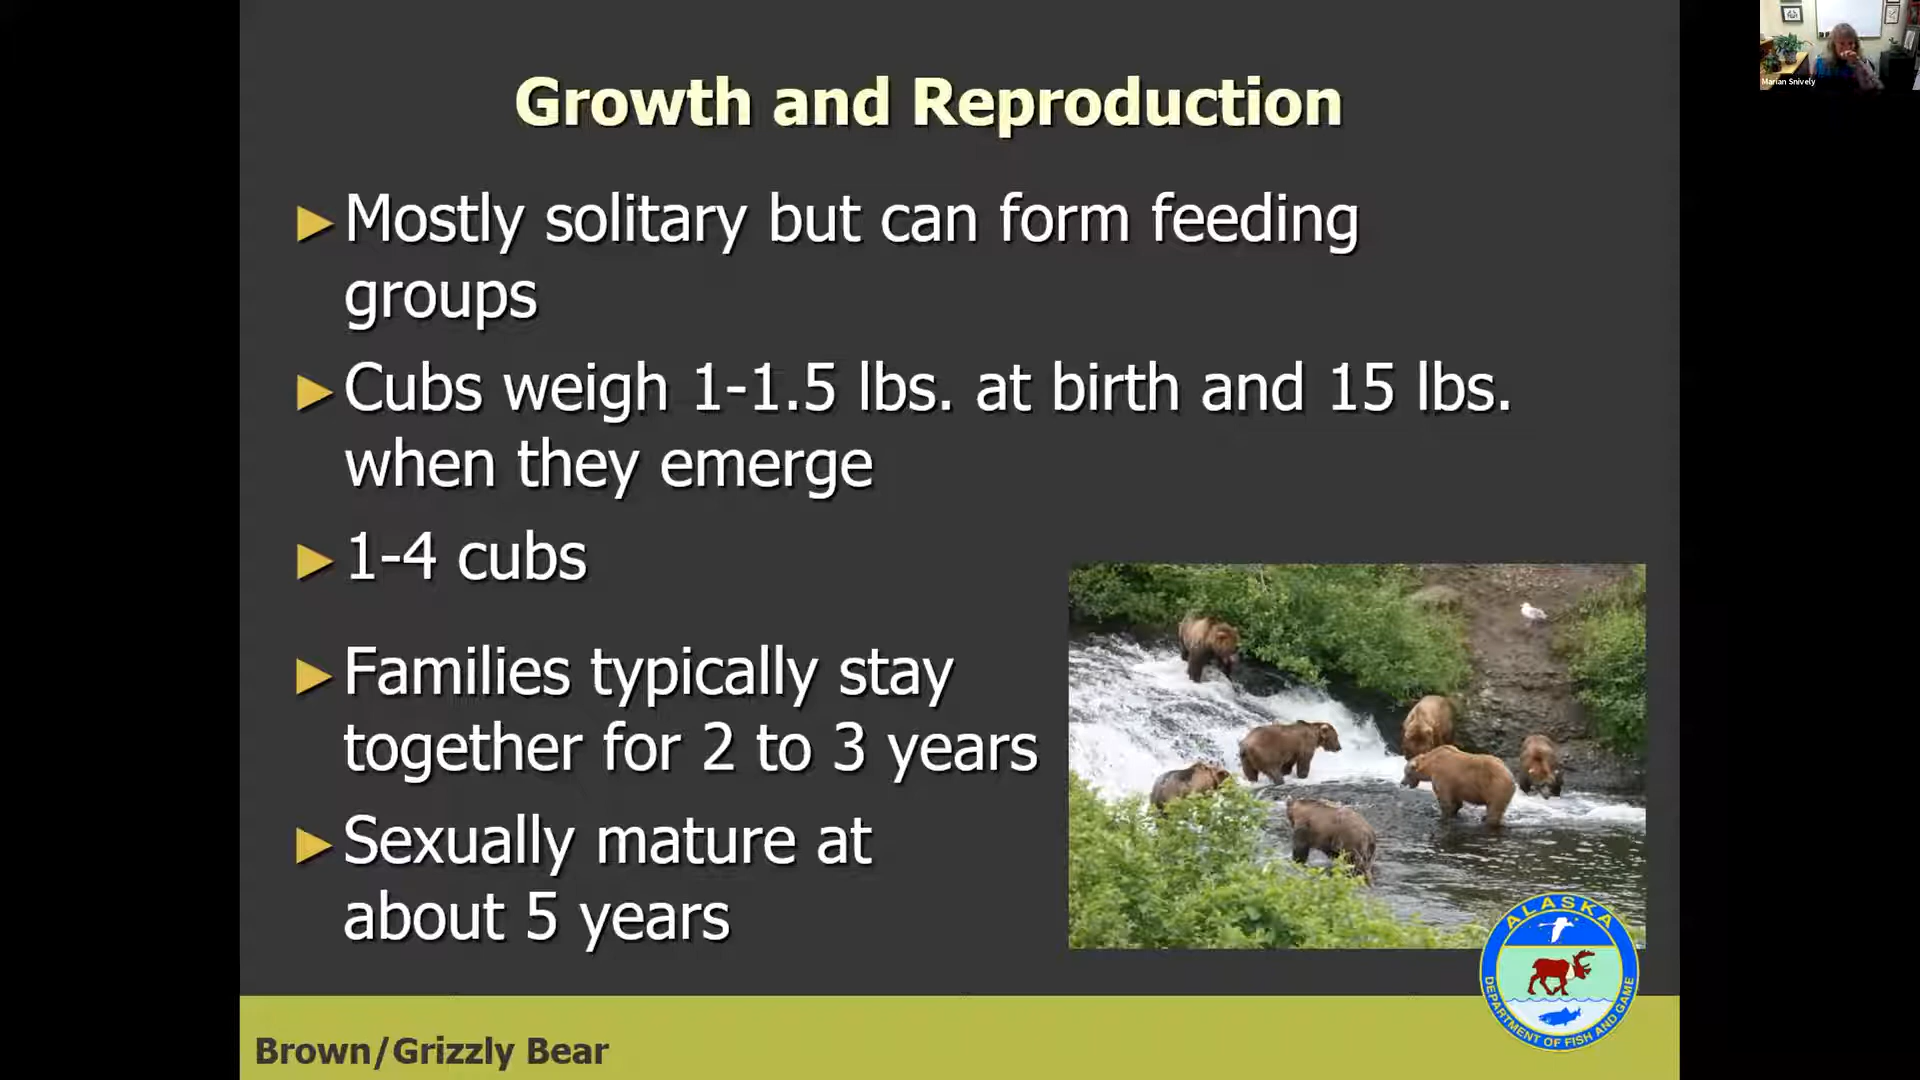 Marian Snively
Growth and Reproduction
►Mostly solitary but can form feeding
groups
►Cubs weigh 1-1.5 lbs. at birth and 15 lbs.
when they emerge
►1-4 cubs
►Families typically stay
together for 2 to 3 years
►Sexually mature at
about 5 years
ALASKA
DEPARTMENT OF FISH AND GAME
Brown/Grizzly Bear